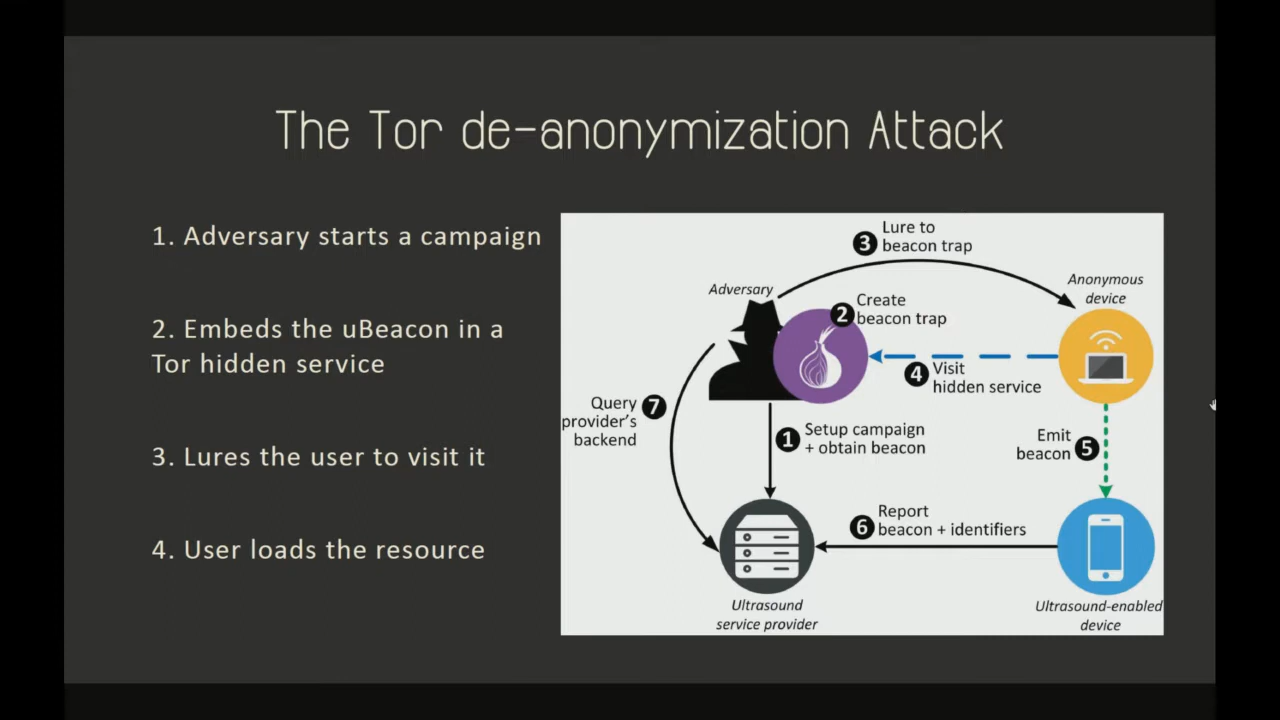 The Tor de-anonymization Attack
1. Adversary starts a campaign
2. Embeds the uBeacon in a
Tor hidden service
3. Lures the user to visit it
4. User loads the resource
3 Lure to
beacon trap
Adversary
Anonymous
device
2 Create
beacon trap
4 Visit
hidden service
Query
provider's
backend 7
1 Setup campaign
+ obtain beacon
Emit
beacon 5
6 Report
beacon + identifiers
Ultrasound
service provider
Ultrasound-enabled
device